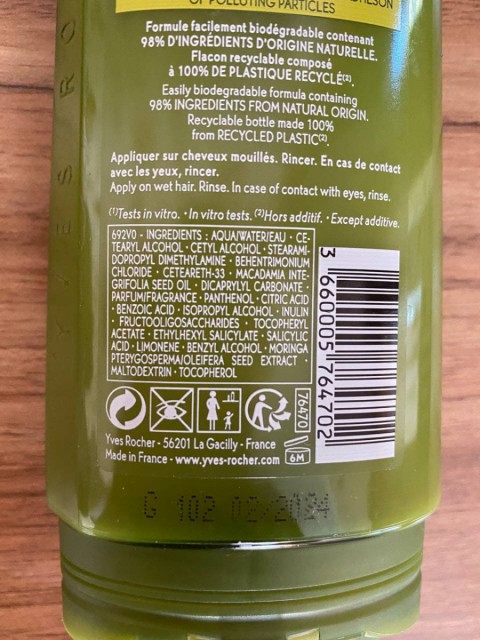 OF POLLUTING PARTICLES
Formule facilement biodégradable contenant
98% D'INGRÉDIENTS D'ORIGINE NATURELLE.
Flacon recyclable composé
à 100% DE PLASTIQUE RECYCLÉ(2).
Easily biodegradable formula containing
98% INGREDIENTS FROM NATURAL ORIGIN.
Recyclable bottle made 100%
from RECYCLED PLASTIC(2).
Appliquer sur cheveux mouillés. Rincer. En cas de contact
avec les yeux, rincer.
Apply on wet hair. Rinse. In case of contact with eyes, rinse.
(1)Tests in vitro. • In vitro tests. (2)Hors additif. • Except additive.
692V0 - INGREDIENTS : AQUA/WATER/EAU • CE-
TEARYL ALCOHOL • CETYL ALCOHOL • STEARAMI-
DOPROPYL DIMETHYLAMINE • BEHENTRIMONIUM
CHLORIDE • CETEARETH-33 • MACADAMIA INTE-
GRIFOLIA SEED OIL • DICAPRYLYL CARBONATE •
PARFUM/FRAGRANCE • PANTHENOL • CITRIC ACID
• BENZOIC ACID • ISOPROPYL ALCOHOL • INULIN
• FRUCTOOLIGOSACCHARIDES • TOCOPHERYL
ACETATE • ETHYLHEXYL SALICYLATE • SALICYLIC
ACID • LIMONENE • BENZYL ALCOHOL • MORINGA
PTERYGOSPERMA/OLEIFERA SEED EXTRACT •
MALTODEXTRIN • TOCOPHEROL
3 660005 764702
76470
6M
Yves Rocher - 56201 La Gacilly - France
Made in France - www.yves-rocher.com
G 102 02/2024
YVES RO